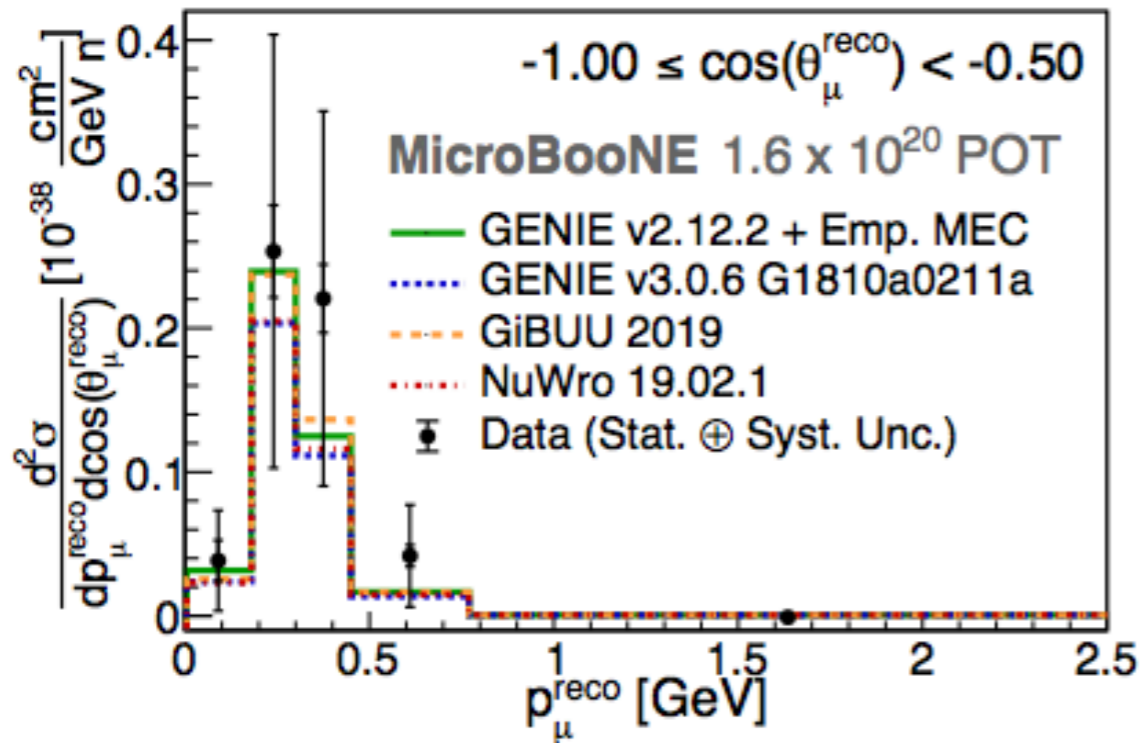 -1.00 ≤ cos(θ_μ^reco) < -0.50
MicroBooNE 1.6 x 10^20 POT
GENIE v2.12.2 + Emp. MEC
GENIE v3.0.6 G1810a0211a
GiBUU 2019
NuWro 19.02.1
Data (Stat. ⊕ Syst. Unc.)
d²σ / dp_μ^reco dcos(θ_μ^reco) [10^-38 cm² / GeV n]
0.4
0.3
0.2
0.1
0
0 0.5 1 1.5 2 2.5
p_μ^reco [GeV]